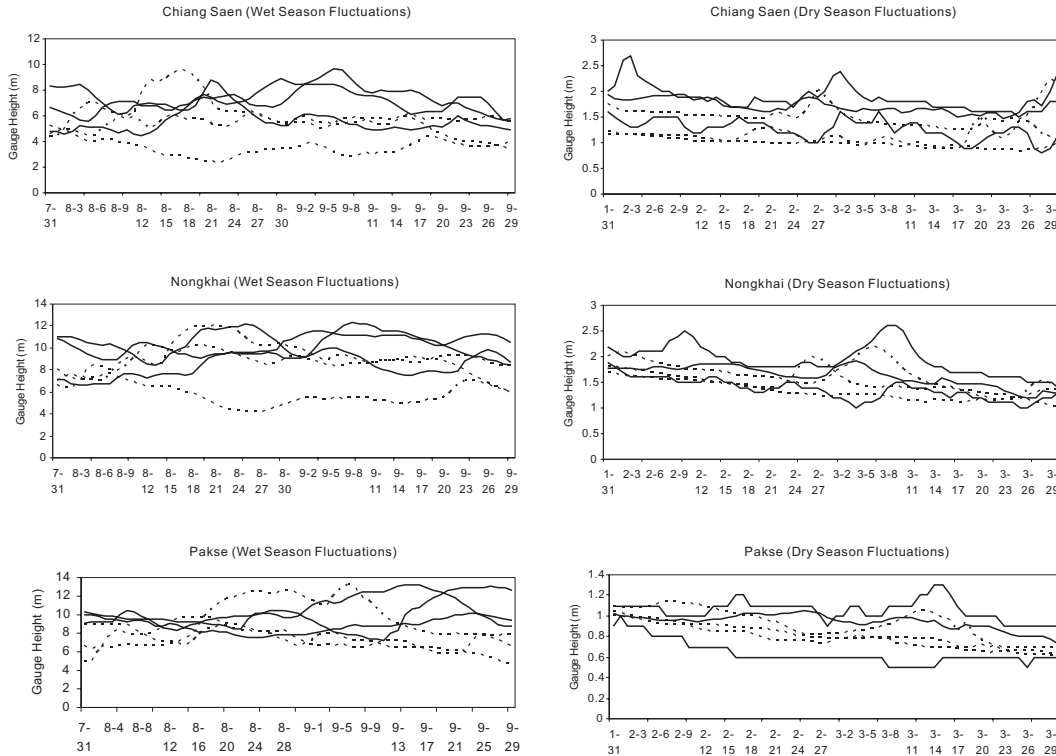 Chiang Saen (Wet Season Fluctuations)
Gauge Height (m)
12
10
8
6
4
2
0
7- 8-3 8-6 8-9 8- 8- 8- 8- 8- 8- 8- 9-2 9-5 9-8 9- 9- 9- 9- 9- 9- 9-
31 12 15 18 21 24 27 30 11 14 17 20 23 26 29
Chiang Saen (Dry Season Fluctuations)
Gauge Height (m)
3
2.5
2
1.5
1
0.5
0
1- 2-3 2-6 2-9 2- 2- 2- 2- 2- 2- 3-2 3-5 3-8 3- 3- 3- 3- 3- 3- 3-
31 12 15 18 21 24 27 11 14 17 20 23 26 29
Nongkhai (Wet Season Fluctuations)
Gauge Height (m)
14
12
10
8
6
4
2
0
7- 8-3 8-6 8-9 8- 8- 8- 8- 8- 8- 8- 9-2 9-5 9-8 9- 9- 9- 9- 9- 9- 9-
31 12 15 18 21 24 27 30 11 14 17 20 23 26 29
Nongkhai (Dry Season Fluctuations)
Gauge Height (m)
3
2.5
2
1.5
1
0.5
0
1- 2-3 2-6 2-9 2- 2- 2- 2- 2- 2- 3-2 3-5 3-8 3- 3- 3- 3- 3- 3- 3-
31 12 15 18 21 24 27 11 14 17 20 23 26 29
Pakse (Wet Season Fluctuations)
Gauge Height (m)
14
12
10
8
6
4
2
0
7- 8-4 8-8 8- 8- 8- 8- 8- 9-1 9-5 9-9 9- 9- 9- 9- 9-
31 12 16 20 24 28 13 17 21 25 29
Pakse (Dry Season Fluctuations)
Gauge Height (m)
1.4
1.2
1
0.8
0.6
0.4
0.2
0
1- 2-3 2-6 2-9 2- 2- 2- 2- 2- 2- 3-2 3-5 3-8 3- 3- 3- 3- 3- 3- 3-
31 12 15 18 21 24 27 11 14 17 20 23 26 29